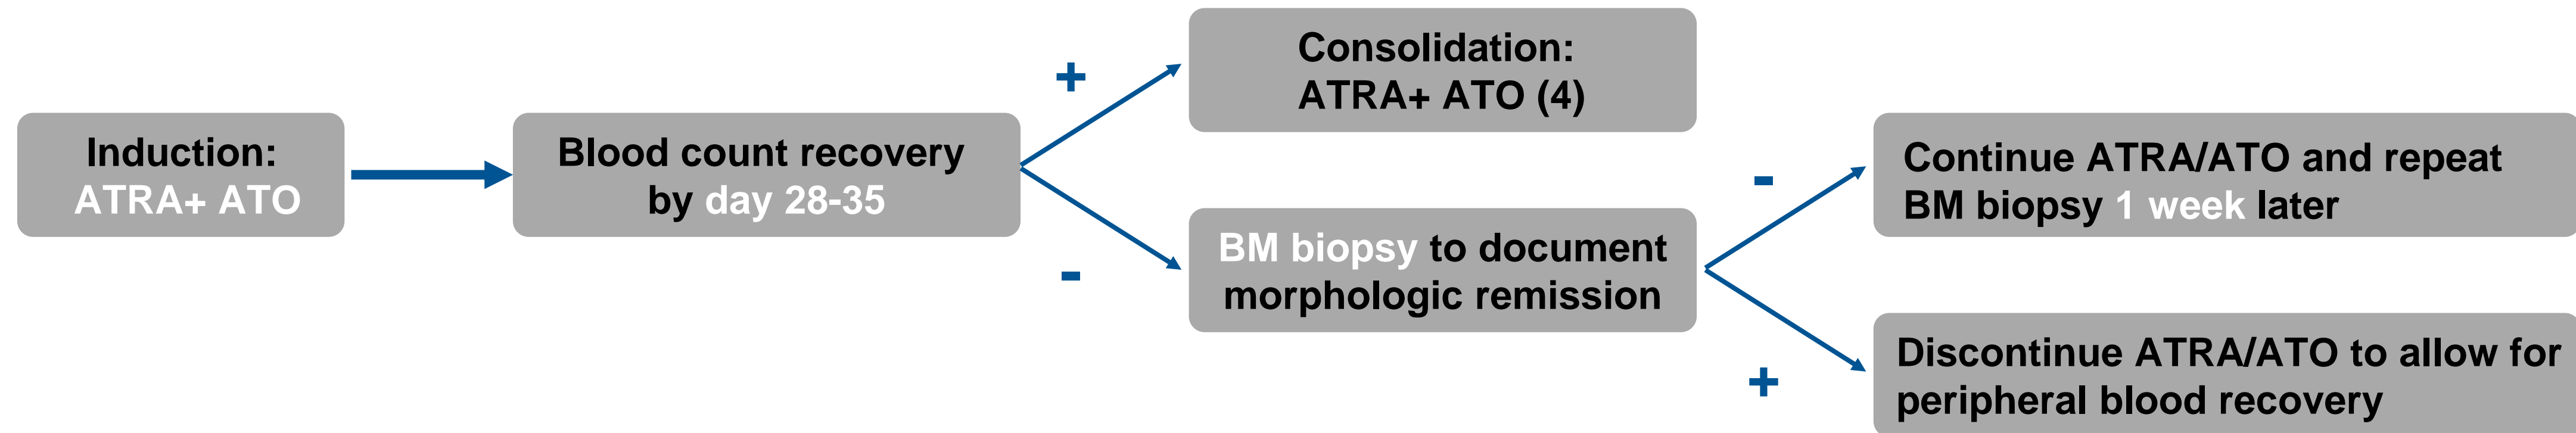 Induction:
ATRA+ ATO
Blood count recovery
by day 28-35
+
-
Consolidation:
ATRA+ ATO (4)
BM biopsy to document
morphologic remission
-
+
Continue ATRA/ATO and repeat
BM biopsy 1 week later
Discontinue ATRA/ATO to allow for
peripheral blood recovery